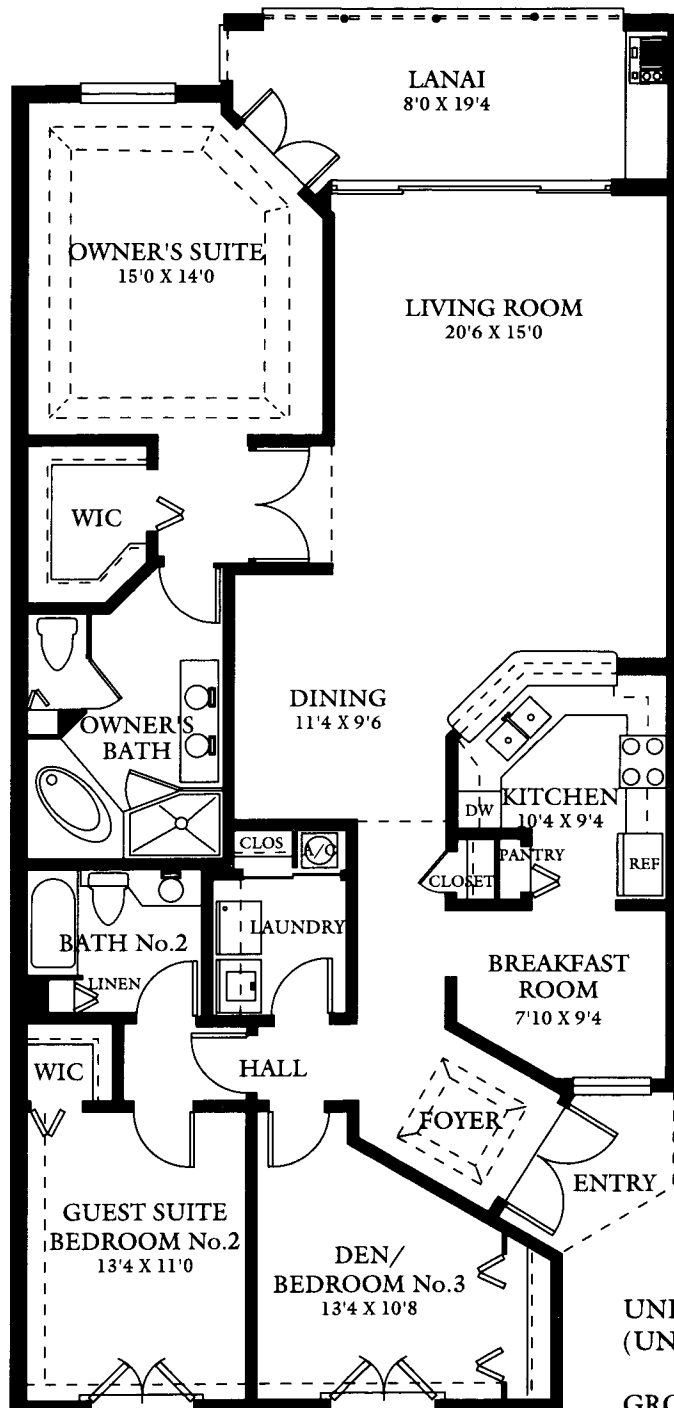 LANAI
8'0 X 19'4
OWNER'S SUITE
15'0 X 14'0
LIVING ROOM
20'6 X 15'0
WIC
DINING
11'4 X 9'6
OWNER'S
BATH
KITCHEN
10'4 X 9'4
DW
CLOS
A/C
PANTRY
REF
CLOSET
LAUNDRY
BATH No.2
LINEN
BREAKFAST
ROOM
7'10 X 9'4
WIC
HALL
FOYER
ENTRY
GUEST SUITE
BEDROOM No.2
13'4 X 11'0
DEN/
BEDROOM No.3
13'4 X 10'8
UNI
(UN
GRO